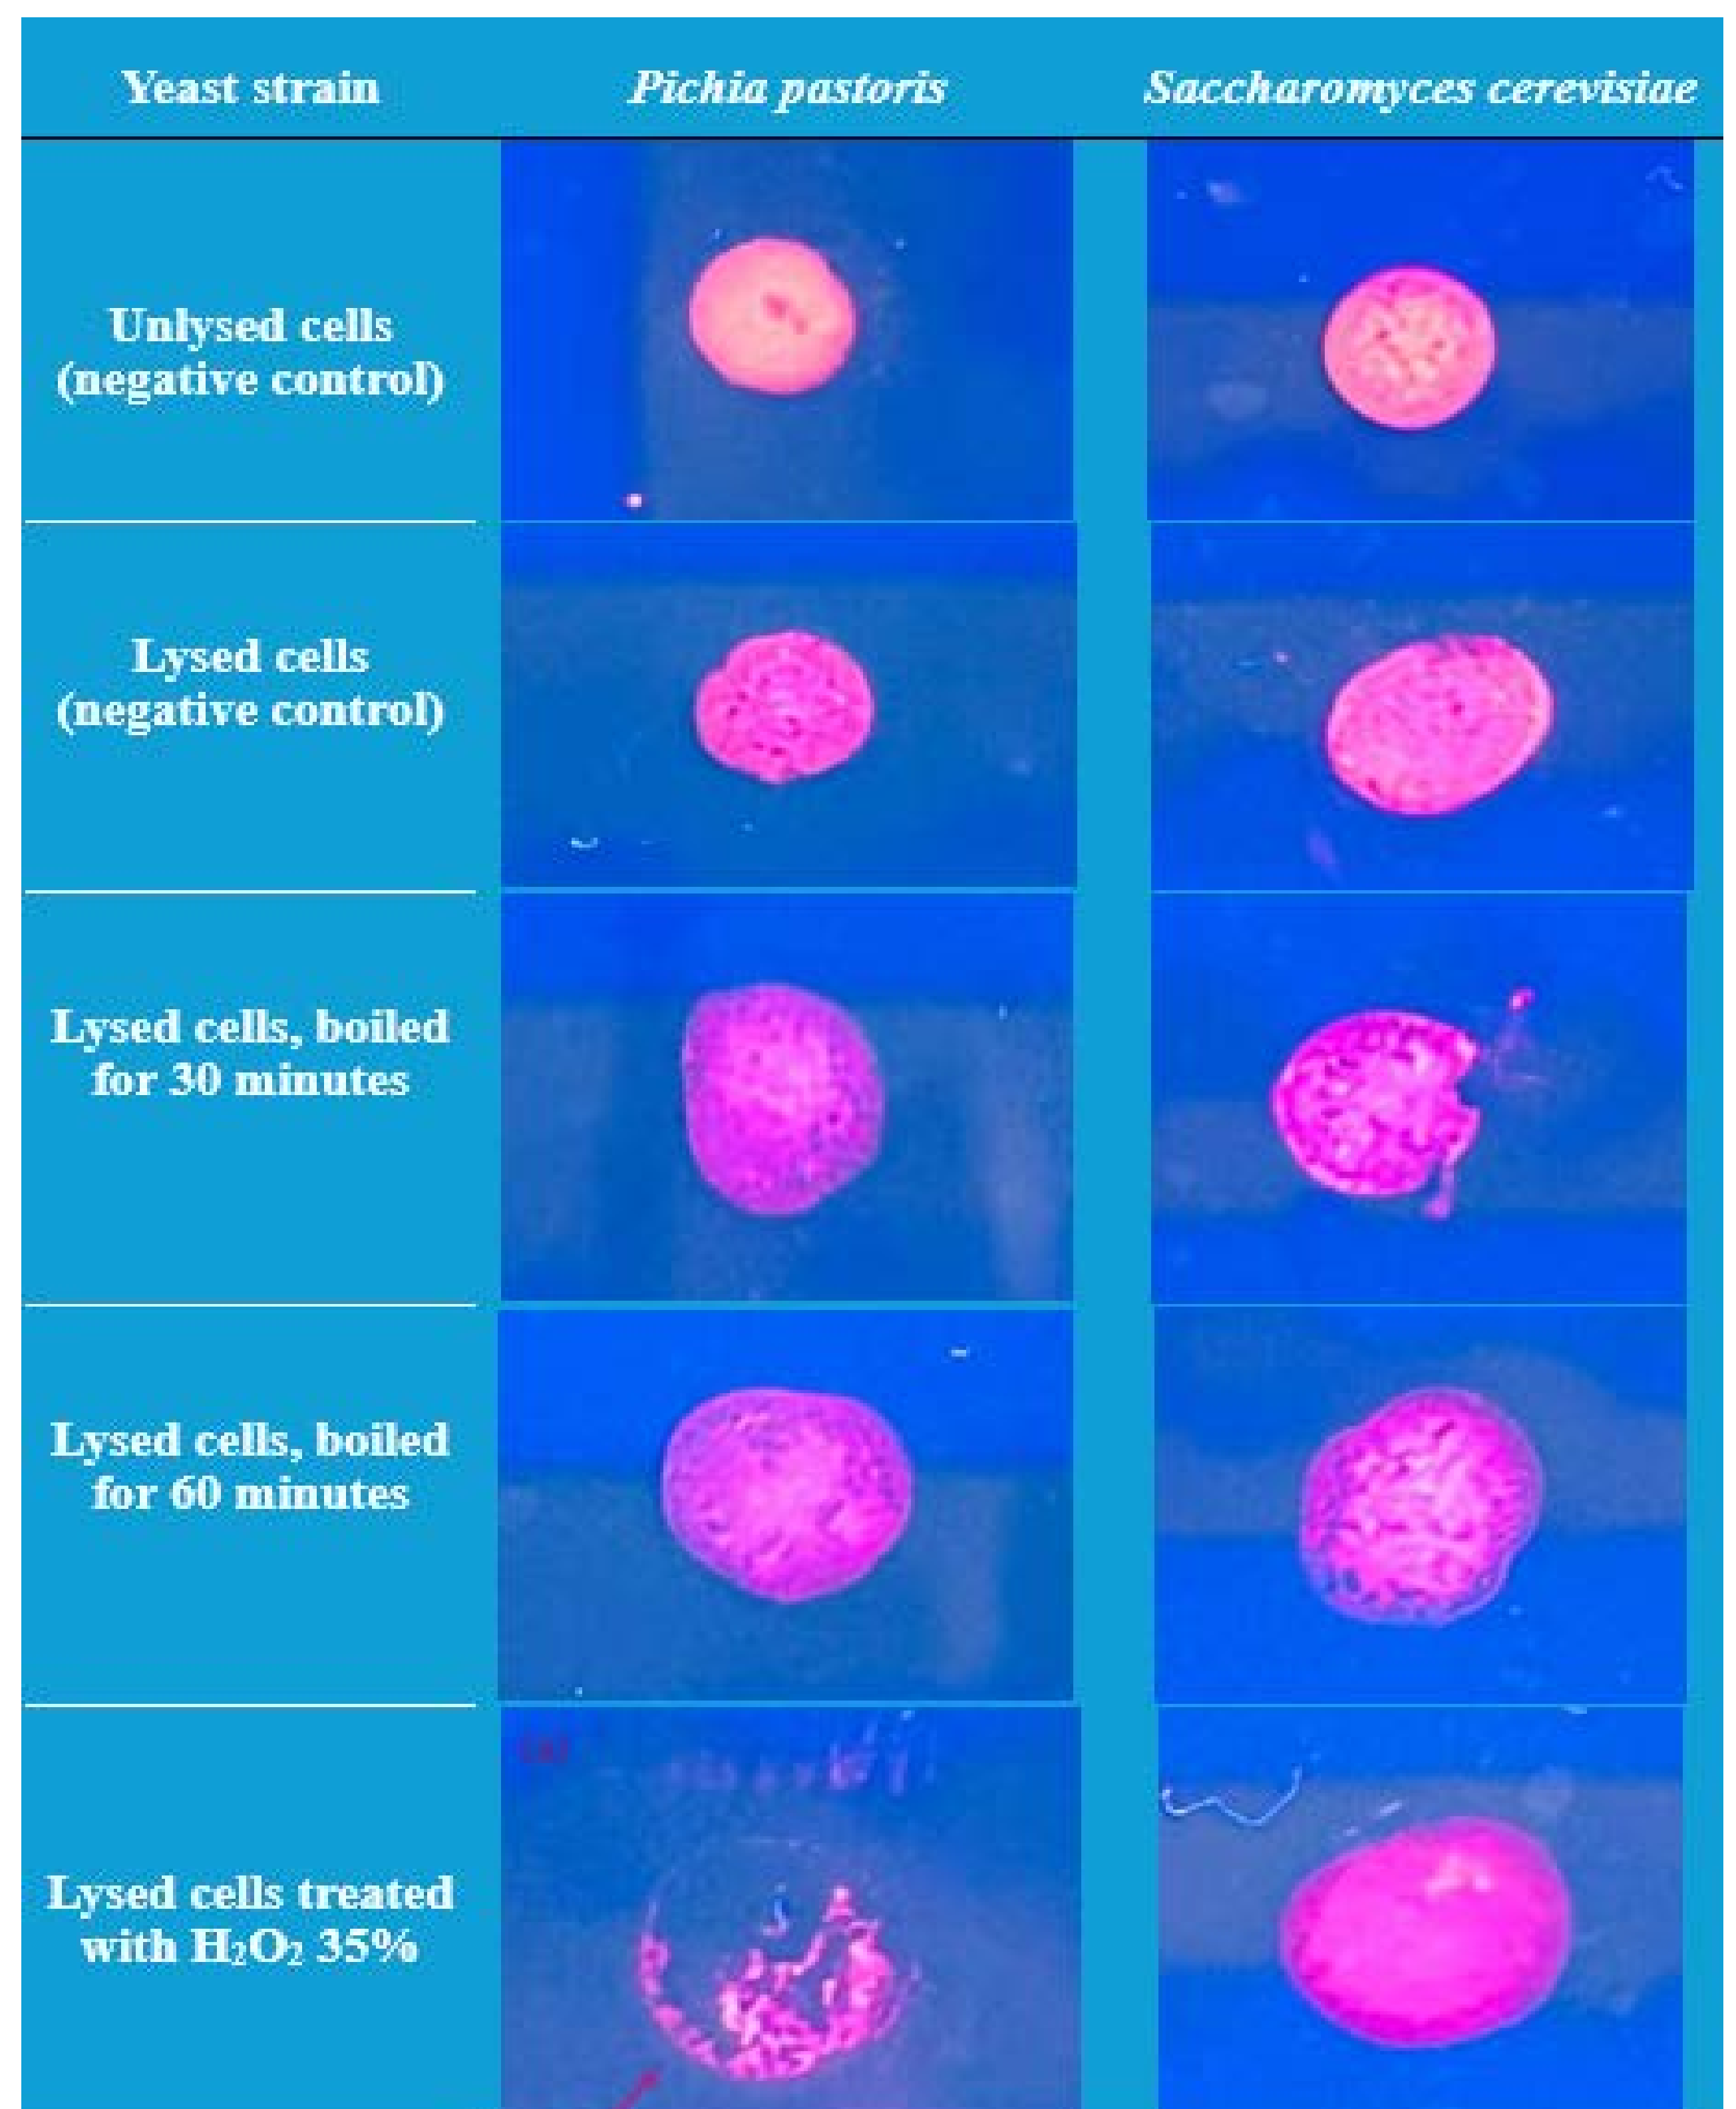 Yeast strain Pichia pastoris Saccharomyces cerevisiae
Unlysed cells
(negative control)
Lysed cells
(negative control)
Lysed cells, boiled
for 30 minutes
Lysed cells, boiled
for 60 minutes
Lysed cells treated
with H₂O₂ 35%